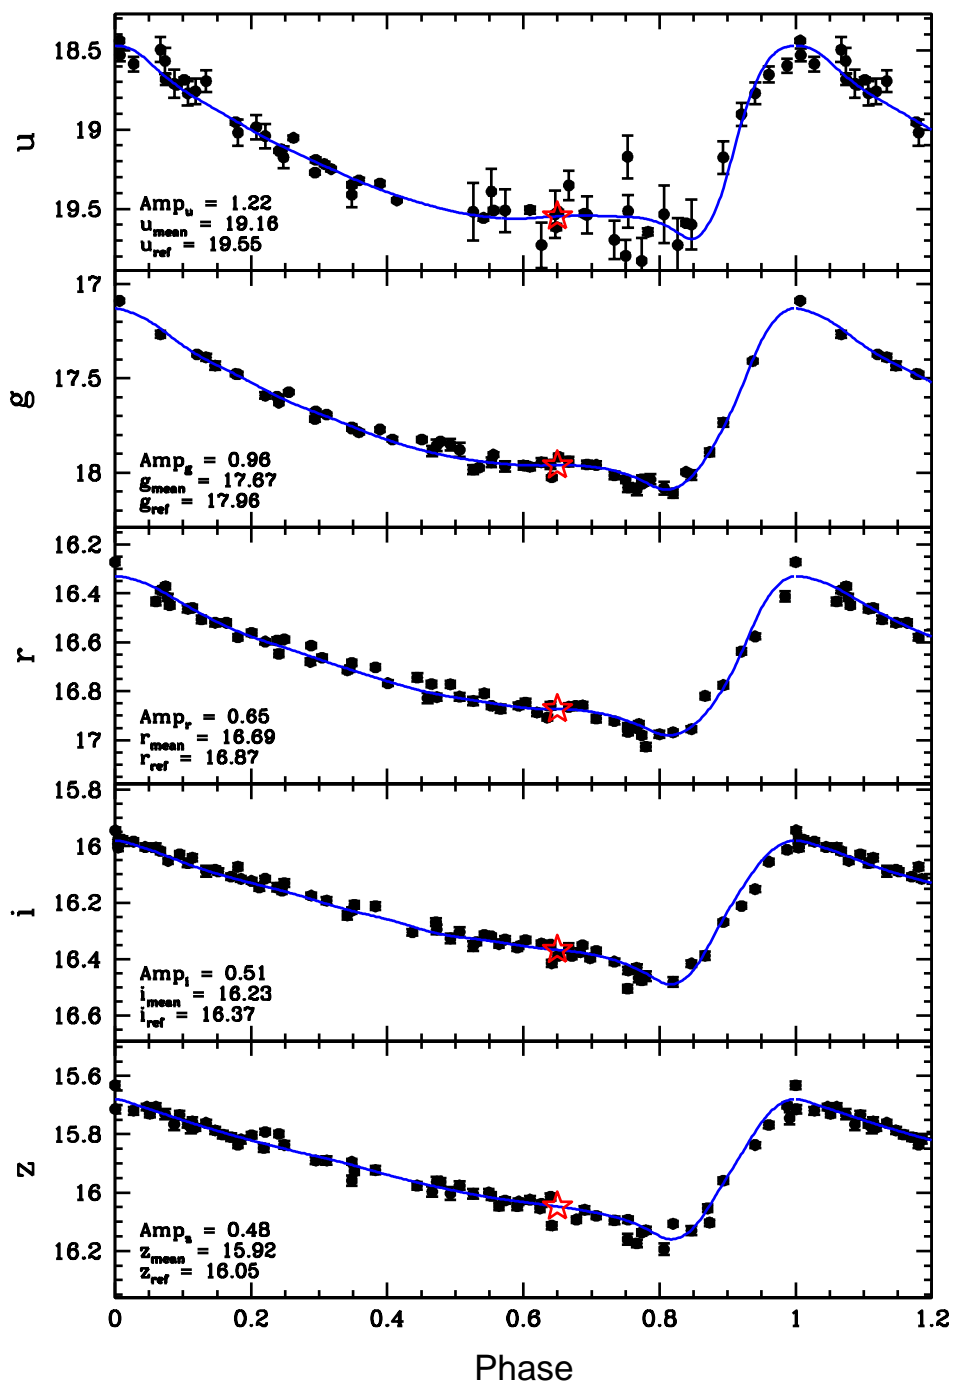 18.5
19
19.5
u
Amp_u = 1.22
u_mean = 19.16
u_ref = 19.55
17
17.5
18
g
Amp_g = 0.96
g_mean = 17.67
g_ref = 17.96
16.2
16.4
16.6
16.8
17
r
Amp_r = 0.65
r_mean = 16.69
r_ref = 16.87
15.8
16
16.2
16.4
16.6
i
Amp_i = 0.51
i_mean = 16.23
i_ref = 16.37
15.6
15.8
16
16.2
z
Amp_z = 0.48
z_mean = 15.92
z_ref = 16.05
0 0.2 0.4 0.6 0.8 1 1.2
Phase